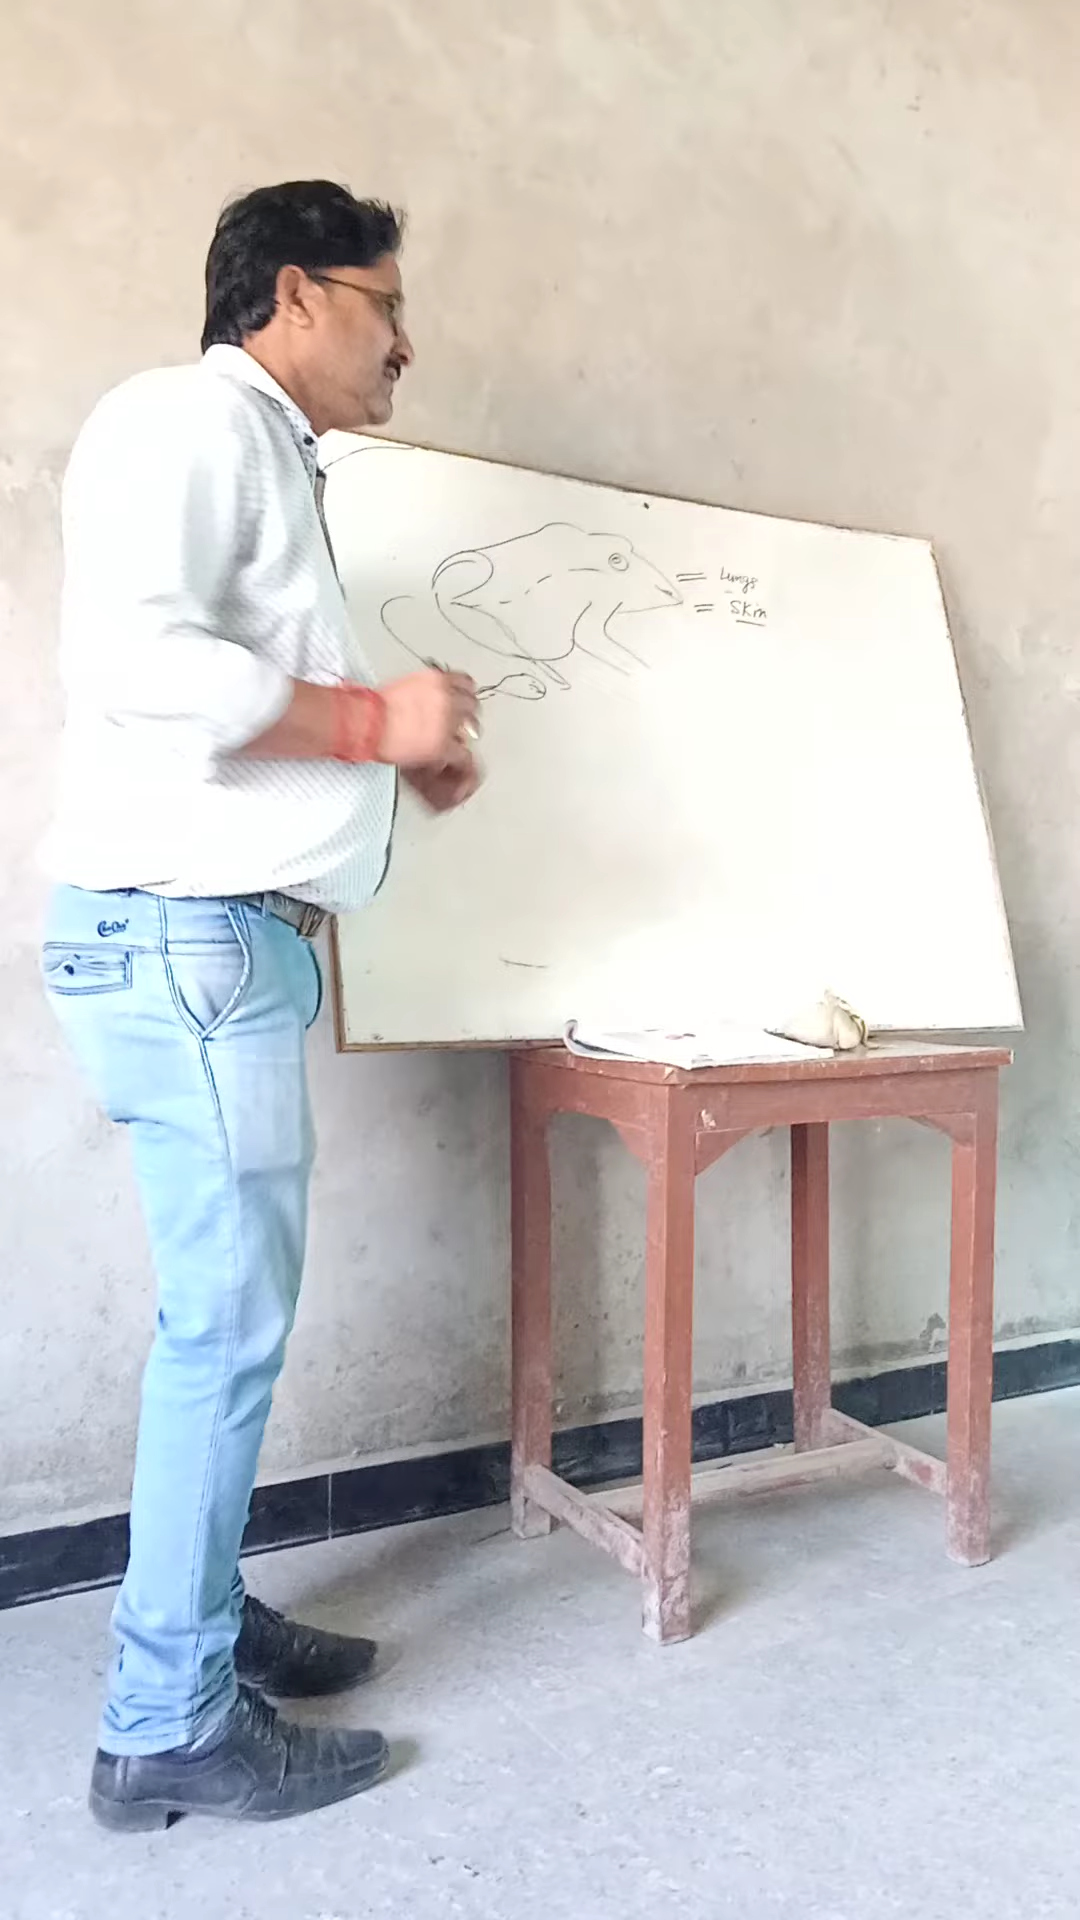 = Lungs
= Skin